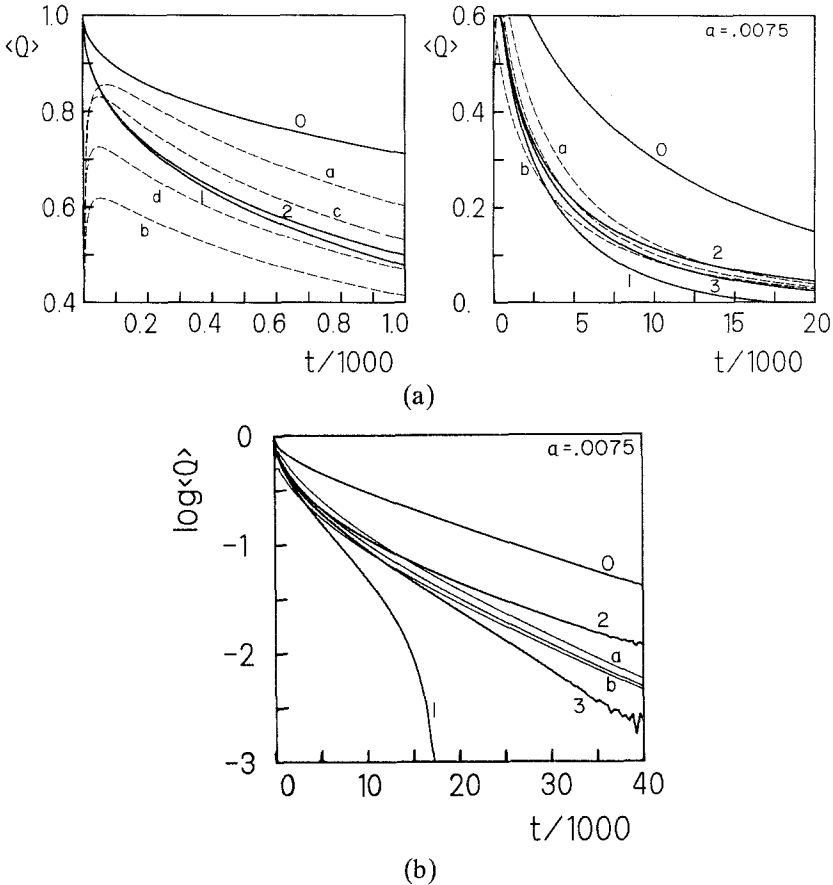 1.0
⟨Q⟩
0.8
0.6
0.4
0
a
c
2
1
d
b
0.2 0.4 0.6 0.8 1.0
t/1000
0.6
⟨Q⟩
0.4
0.2
0.
a = .0075
0
a
b
2
3
1
0 5 10 15 20
t/1000
(a)
0
log⟨Q⟩
-1
-2
-3
a = .0075
0
2
a
b
3
1
0 10 20 30 40
t/1000
(b)